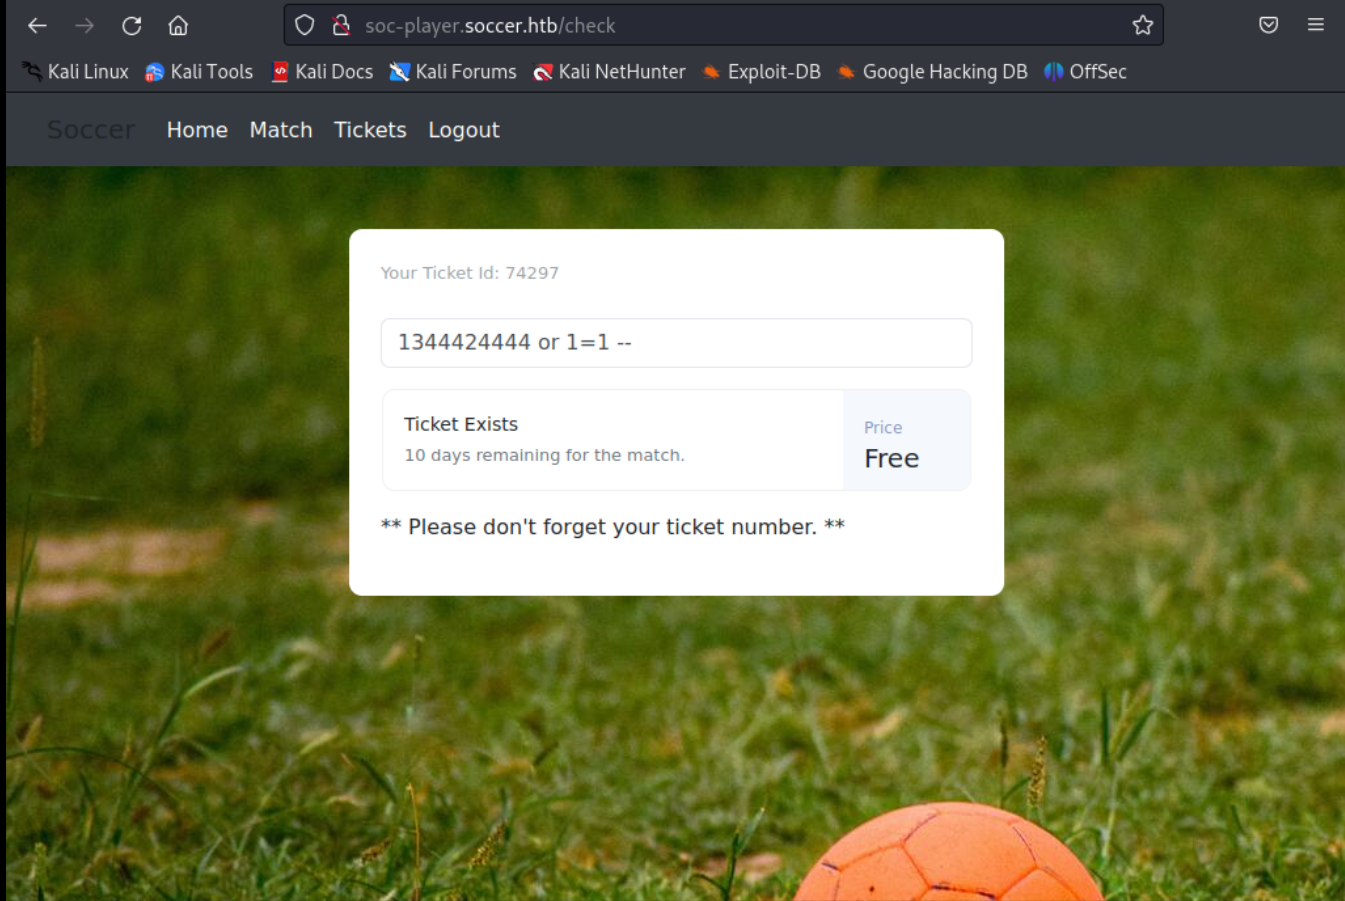 soc-player.soccer.htb/check
Kali Linux Kali Tools Kali Docs Kali Forums Kali NetHunter Exploit-DB Google Hacking DB OffSec
Soccer Home Match Tickets Logout
Your Ticket Id: 74297
1344424444 or 1=1 --
Ticket Exists
10 days remaining for the match.
Price
Free
** Please don't forget your ticket number. **